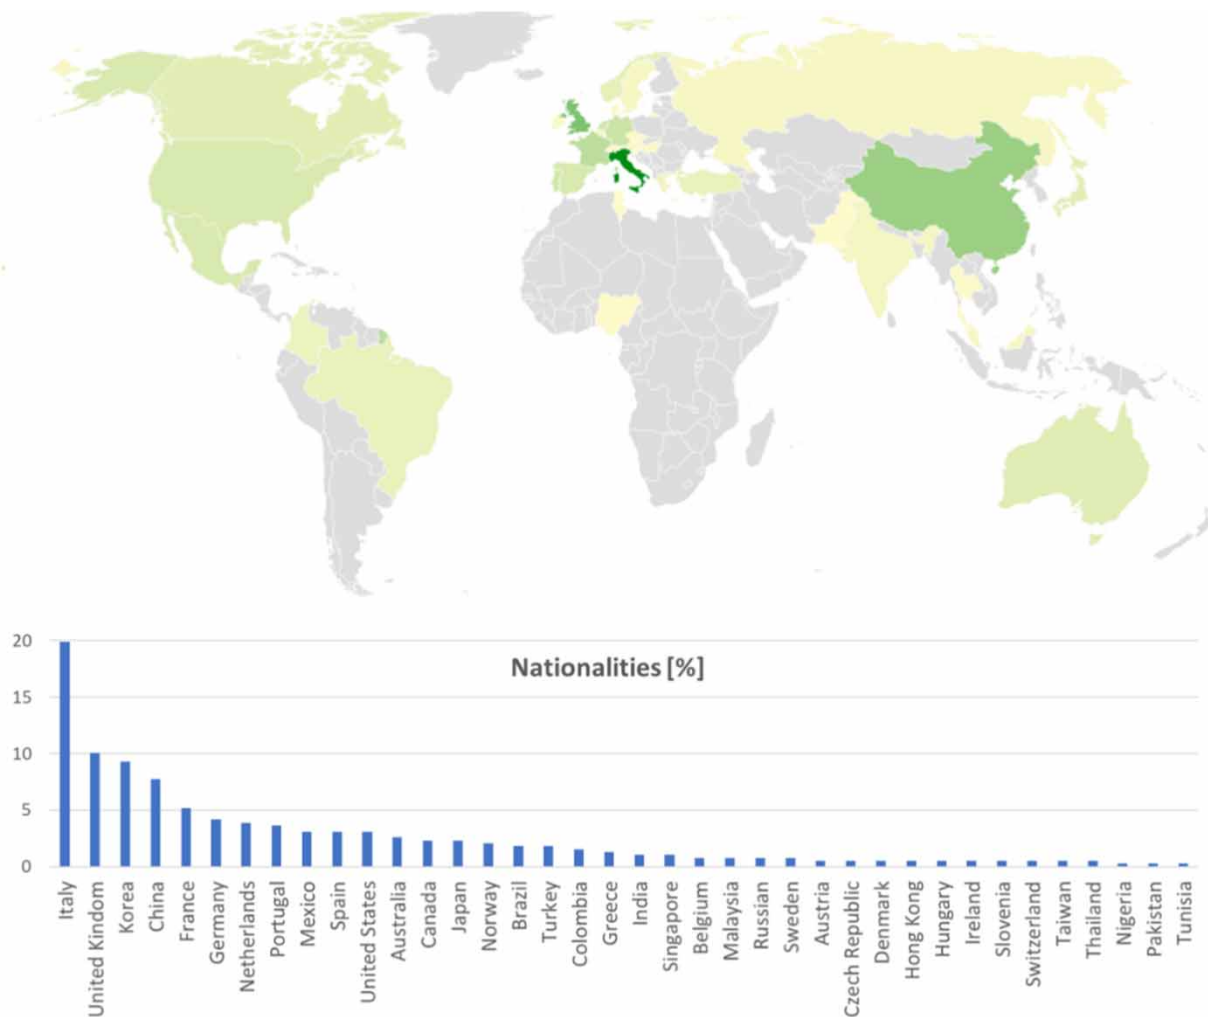 20
Nationalities [%]
15
10
5
0
Italy
United Kindom
Korea
China
France
Germany
Netherlands
Portugal
Mexico
Spain
United States
Australia
Canada
Japan
Norway
Brazil
Turkey
Colombia
Greece
India
Singapore
Belgium
Malaysia
Russian
Sweden
Austria
Czech Republic
Denmark
Hong Kong
Hungary
Ireland
Slovenia
Switzerland
Taiwan
Thailand
Nigeria
Pakistan
Tunisia